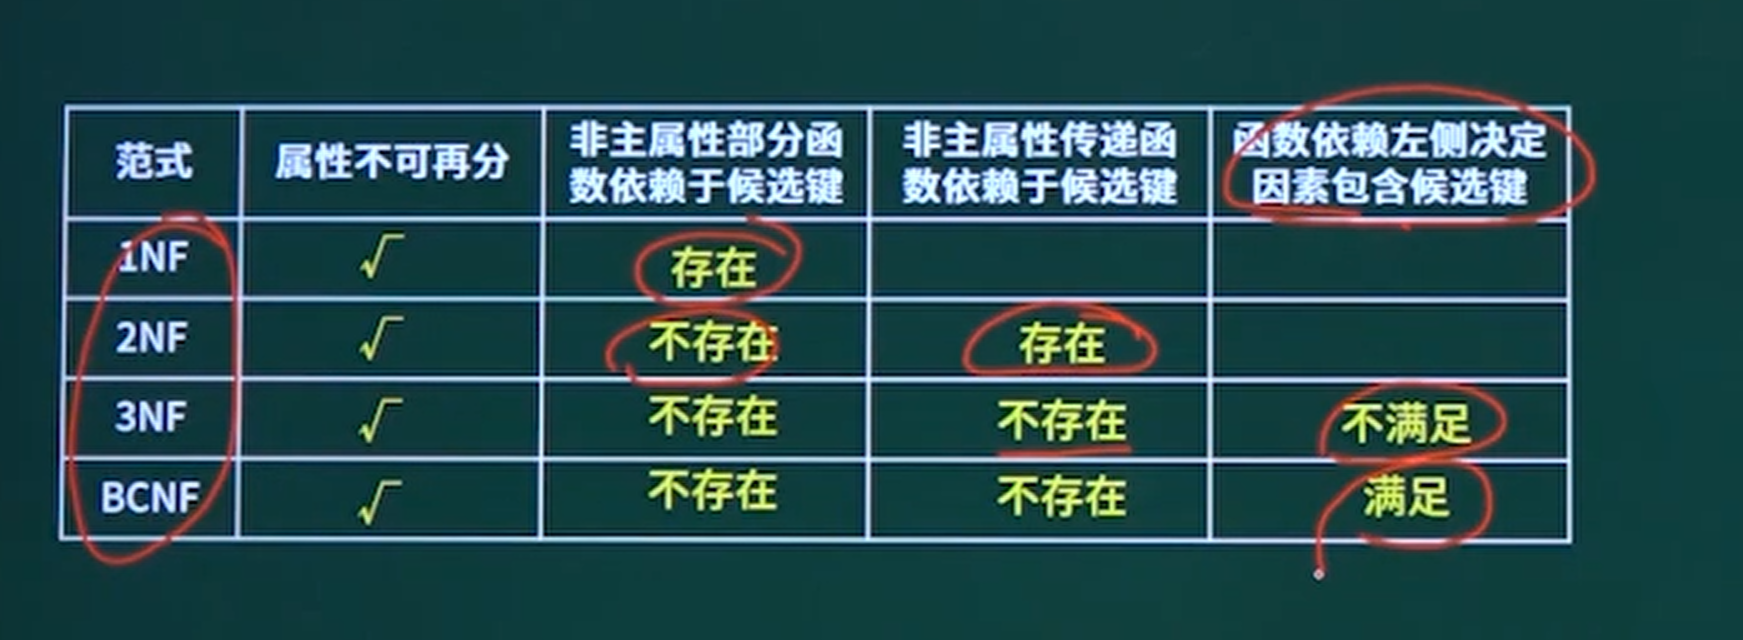 范式
属性不可再分
非主属性部分函
数依赖于候选键
非主属性传递函
数依赖于候选键
函数依赖左侧决定
因素包含候选键
1NF
√
存在
2NF
√
不存在
存在
3NF
√
不存在
不存在
不满足
BCNF
√
不存在
不存在
满足